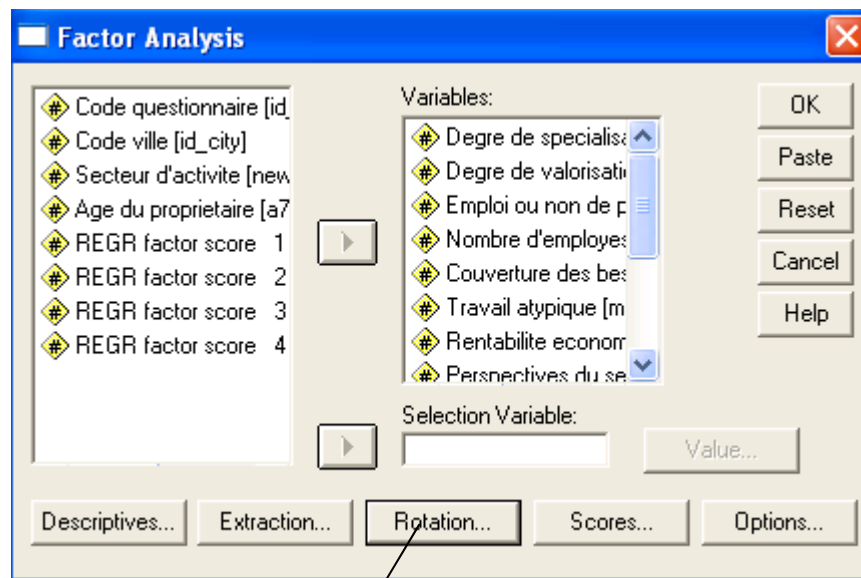 Factor Analysis
Code questionnaire [id_
Code ville [id_city]
Secteur d'activite [new
Age du proprietaire [a7
REGR factor score 1
REGR factor score 2
REGR factor score 3
REGR factor score 4
Variables:
Degre de specialisa
Degre de valorisati
Emploi ou non de p
Nombre d'employes
Couverture des bes
Travail atypique [m
Rentabilite econom
Perspectives du se
Selection Variable:
Value...
OK
Paste
Reset
Cancel
Help
Descriptives... Extraction... Rotation... Scores... Options...